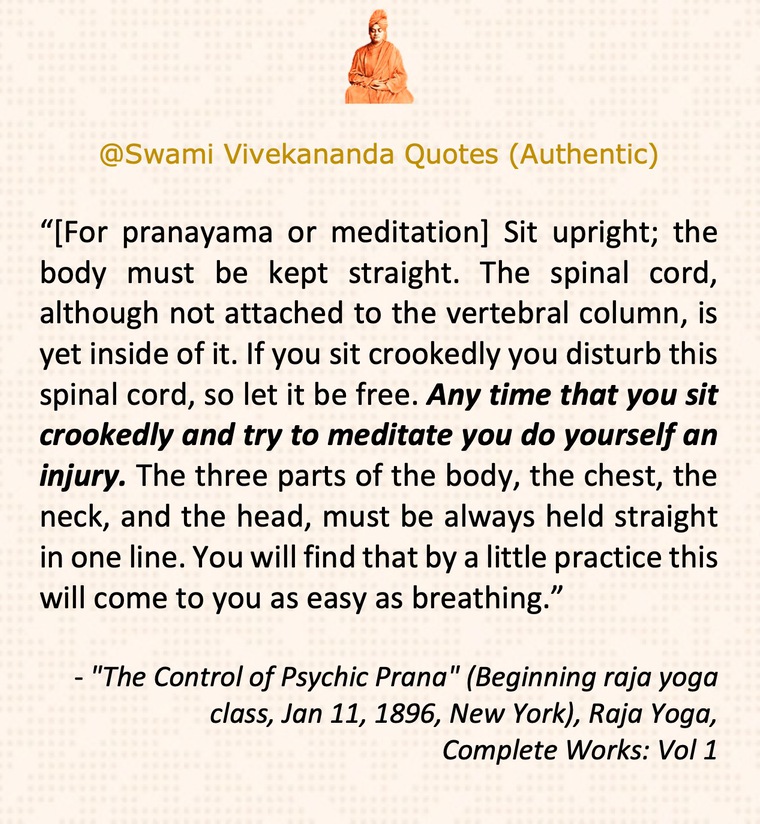 @Swami Vivekananda Quotes (Authentic)
“[For pranayama or meditation] Sit upright; the
body must be kept straight. The spinal cord,
although not attached to the vertebral column, is
yet inside of it. If you sit crookedly you disturb this
spinal cord, so let it be free. Any time that you sit
crookedly and try to meditate you do yourself an
injury. The three parts of the body, the chest, the
neck, and the head, must be always held straight
in one line. You will find that by a little practice this
will come to you as easy as breathing.”
- "The Control of Psychic Prana" (Beginning raja yoga
class, Jan 11, 1896, New York), Raja Yoga,
Complete Works: Vol 1